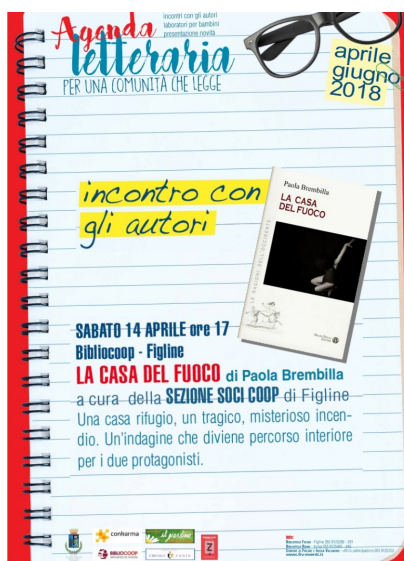 Agenda
letteraria
incontri con gli autori
laboratori per bambini
presentazione novità
PER UNA COMUNITÀ CHE LEGGE
aprile
giugno
2018
incontro con
gli autori
Paola Brembilla
LA CASA
DEL FUOCO
SABATO 14 APRILE ore 17
Bibliocoop - Figline
LA CASA DEL FUOCO di Paola Brembilla
a cura della SEZIONE SOCI COOP di Figline
Una casa rifugio, un tragico, misterioso incen-
dio. Un'indagine che diviene percorso interiore
per i due protagonisti.
conkarma
il giardino
BIBLIOCOOP